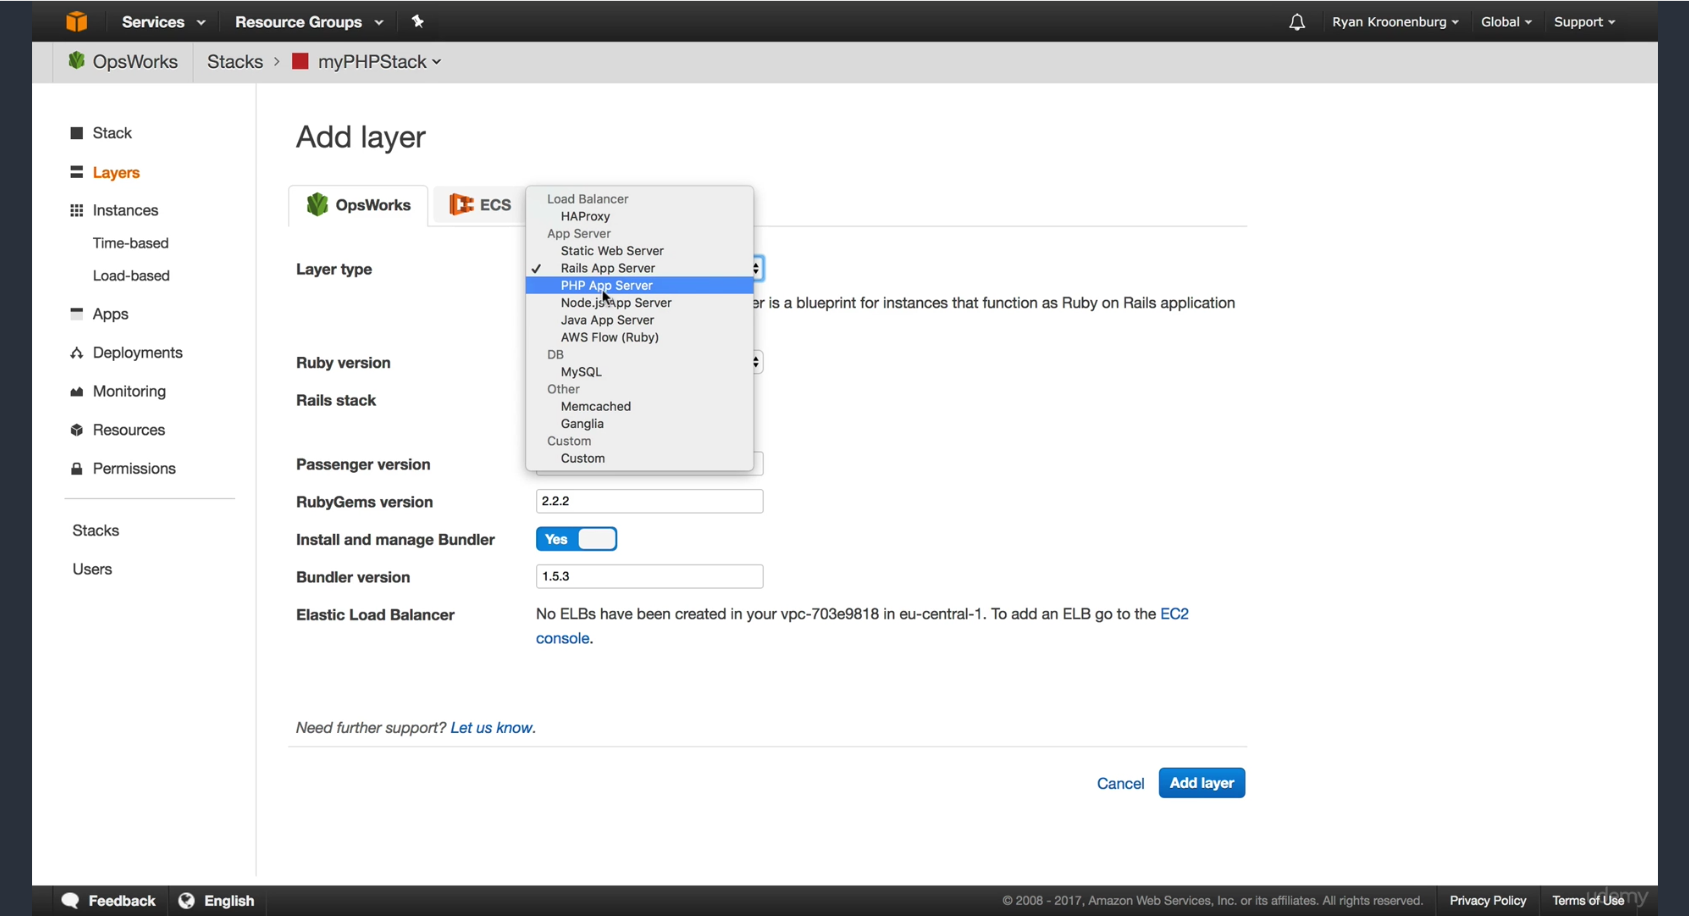 Services
Resource Groups
Ryan Kroonenburg
Global
Support
OpsWorks
Stacks > myPHPStack
Stack
Layers
Instances
Time-based
Load-based
Apps
Deployments
Monitoring
Resources
Permissions
Stacks
Users
Add layer
OpsWorks
ECS
Layer type
Load Balancer
HAProxy
App Server
Static Web Server
✓ Rails App Server
PHP App Server
Node.js App Server
Java App Server
AWS Flow (Ruby)
DB
MySQL
Other
Memcached
Ganglia
Custom
Custom
is a blueprint for instances that function as Ruby on Rails application
Ruby version
Rails stack
Passenger version
RubyGems version
2.2.2
Install and manage Bundler
Yes
Bundler version
1.5.3
Elastic Load Balancer
No ELBs have been created in your vpc-703e9818 in eu-central-1. To add an ELB go to the EC2
console.
Need further support? Let us know.
Cancel
Add layer
Feedback
English
© 2008 - 2017, Amazon Web Services, Inc. or its affiliates. All rights reserved.
Privacy Policy
Terms of Use
udemy